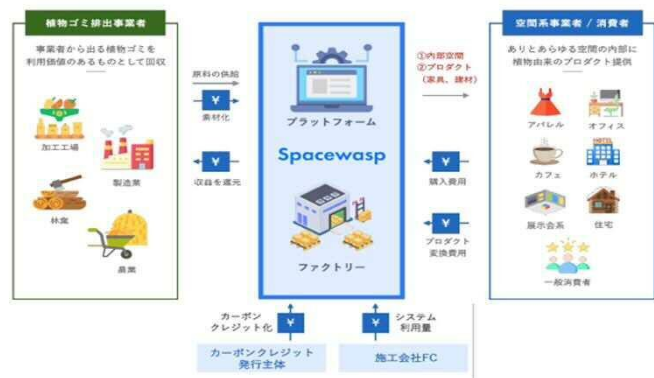 植物ゴミ排出事業者
事業者から出る植物ゴミを
利用価値のあるものとして回収
加工工場
製造業
林業
農業
原料の供給
¥
素材化
¥
収益を還元
プラットフォーム
Spacewasp
ファクトリー
①内部空間
②プロダクト
(家具、建材)
¥
購入費用
¥
プロダクト
変換費用
空間系事業者 / 消費者
ありとあらゆる空間の内部に
植物由来のプロダクト提供
アパレル
オフィス
カフェ
ホテル
展示会系
住宅
一般消費者
カーボン
クレジット化
¥
¥
システム
利用量
カーボンクレジット
発行主体
施工会社FC